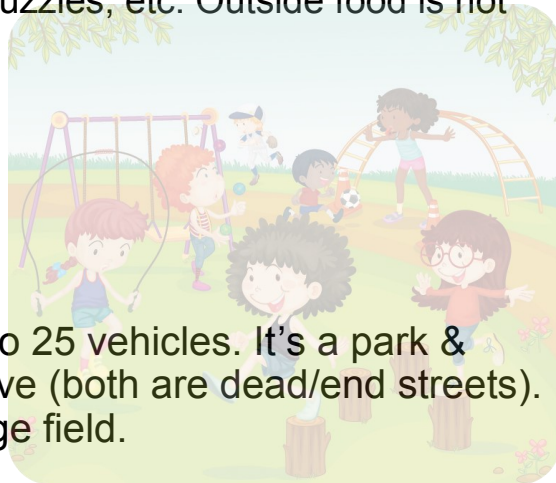 uzzles, etc. Outside food is not
o 25 vehicles. It’s a park &
ve (both are dead/end streets).
ge field.